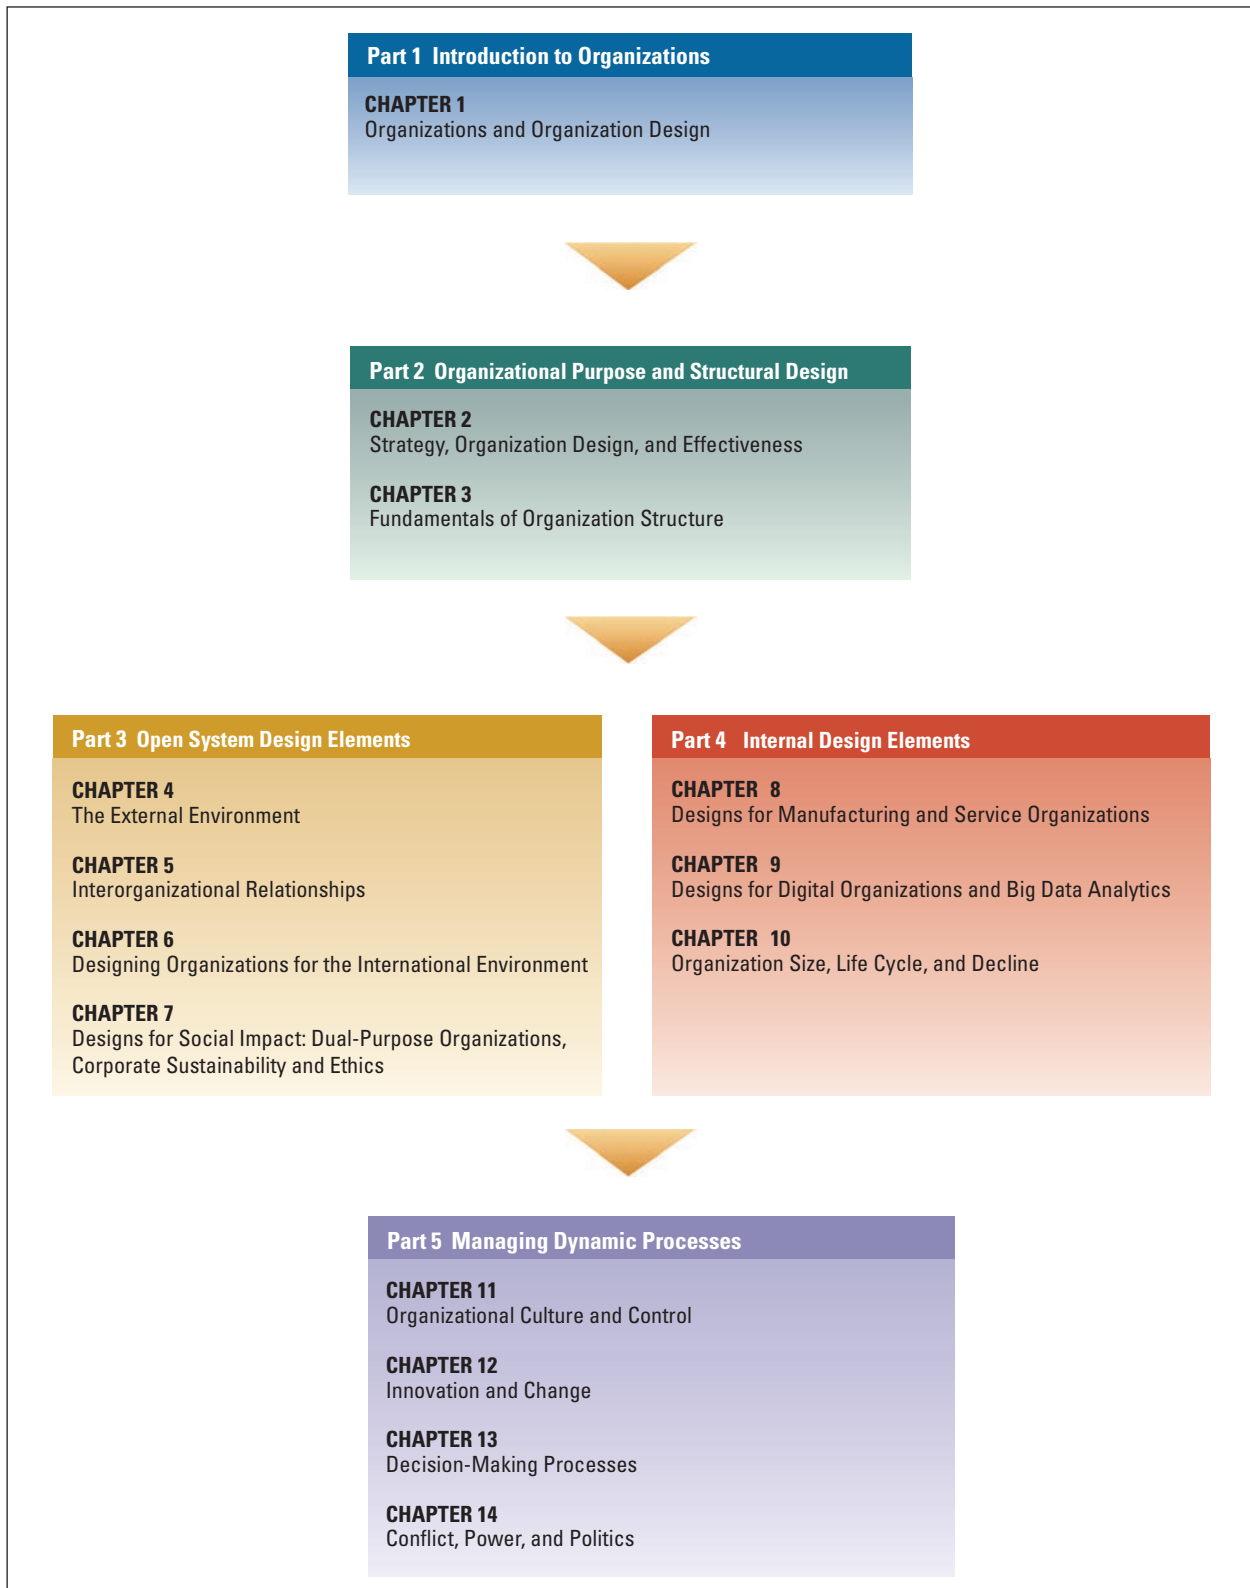 Part 1 Introduction to Organizations
CHAPTER 1
Organizations and Organization Design
Part 2 Organizational Purpose and Structural Design
CHAPTER 2
Strategy, Organization Design, and Effectiveness
CHAPTER 3
Fundamentals of Organization Structure
Part 3 Open System Design Elements
CHAPTER 4
The External Environment
CHAPTER 5
Interorganizational Relationships
CHAPTER 6
Designing Organizations for the International Environment
CHAPTER 7
Designs for Social Impact: Dual-Purpose Organizations,
Corporate Sustainability and Ethics
Part 4 Internal Design Elements
CHAPTER 8
Designs for Manufacturing and Service Organizations
CHAPTER 9
Designs for Digital Organizations and Big Data Analytics
CHAPTER 10
Organization Size, Life Cycle, and Decline
Part 5 Managing Dynamic Processes
CHAPTER 11
Organizational Culture and Control
CHAPTER 12
Innovation and Change
CHAPTER 13
Decision-Making Processes
CHAPTER 14
Conflict, Power, and Politics